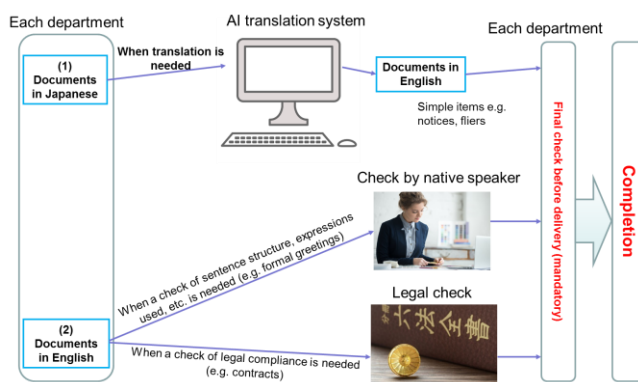 Each department
AI translation system
Each department
(1)
Documents
in Japanese
When translation is
needed
Documents in
English
Simple items e.g.
notices, fliers
Check by native speaker
When a check of sentence structure, expressions
used, etc. is needed (e.g. formal greetings)
Legal check
六法全書
(2)
Documents
in English
When a check of legal compliance is needed
(e.g. contracts)
Final check before delivery (mandatory)
Completion